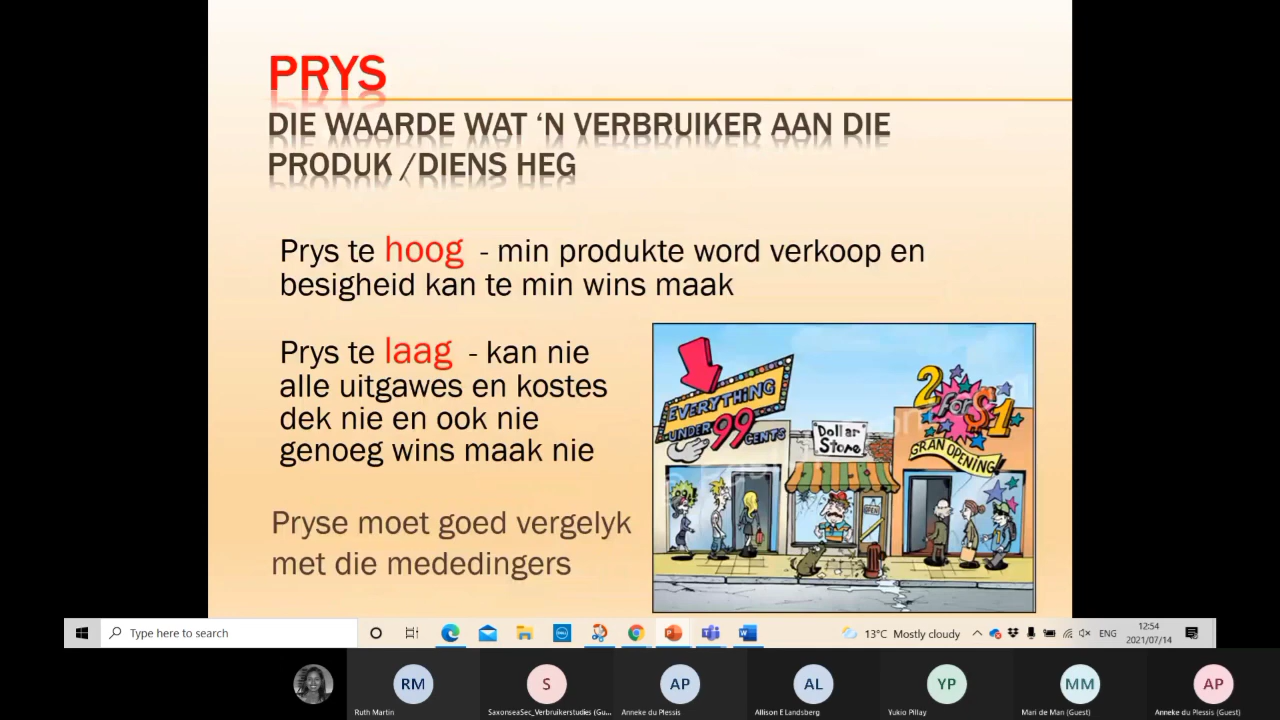 PRYS
DIE WAARDE WAT ‘N VERBRUIKER AAN DIE
PRODUK /DIENS HEG
Prys te hoog - min produkte word verkoop en
besigheid kan te min wins maak
Prys te laag - kan nie
alle uitgawes en kostes
dek nie en ook nie
genoeg wins maak nie
Pryse moet goed vergelyk
met die mededingers
EVERYTHING
UNDER 99 CENTS
Dollar
Store
OPEN
2 for $1
GRAN OPENING!
Type here to search
13°C Mostly cloudy
ENG
12:54
2021/07/14
RM
S
AP
AL
YP
MM
AP
Ruth Martin
SaxonseaSec_Verbruikerstudies (Gu...
Anneke du Plessis
Allison E Landsberg
Yukio Pillay
Mari de Man (Guest)
Anneke du Plessis (Guest)